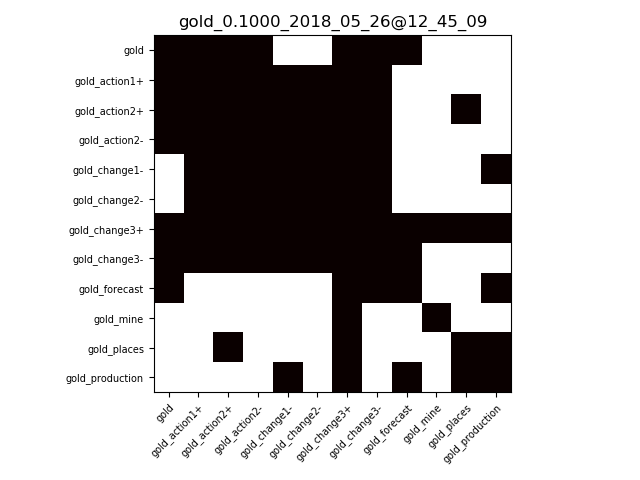 gold_0.1000_2018_05_26@12_45_09
gold
gold_action1+
gold_action2+
gold_action2-
gold_change1-
gold_change2-
gold_change3+
gold_change3-
gold_forecast
gold_mine
gold_places
gold_production
gold
gold_action1+
gold_action2+
gold_action2-
gold_change1-
gold_change2-
gold_change3+
gold_change3-
gold_forecast
gold_mine
gold_places
gold_production